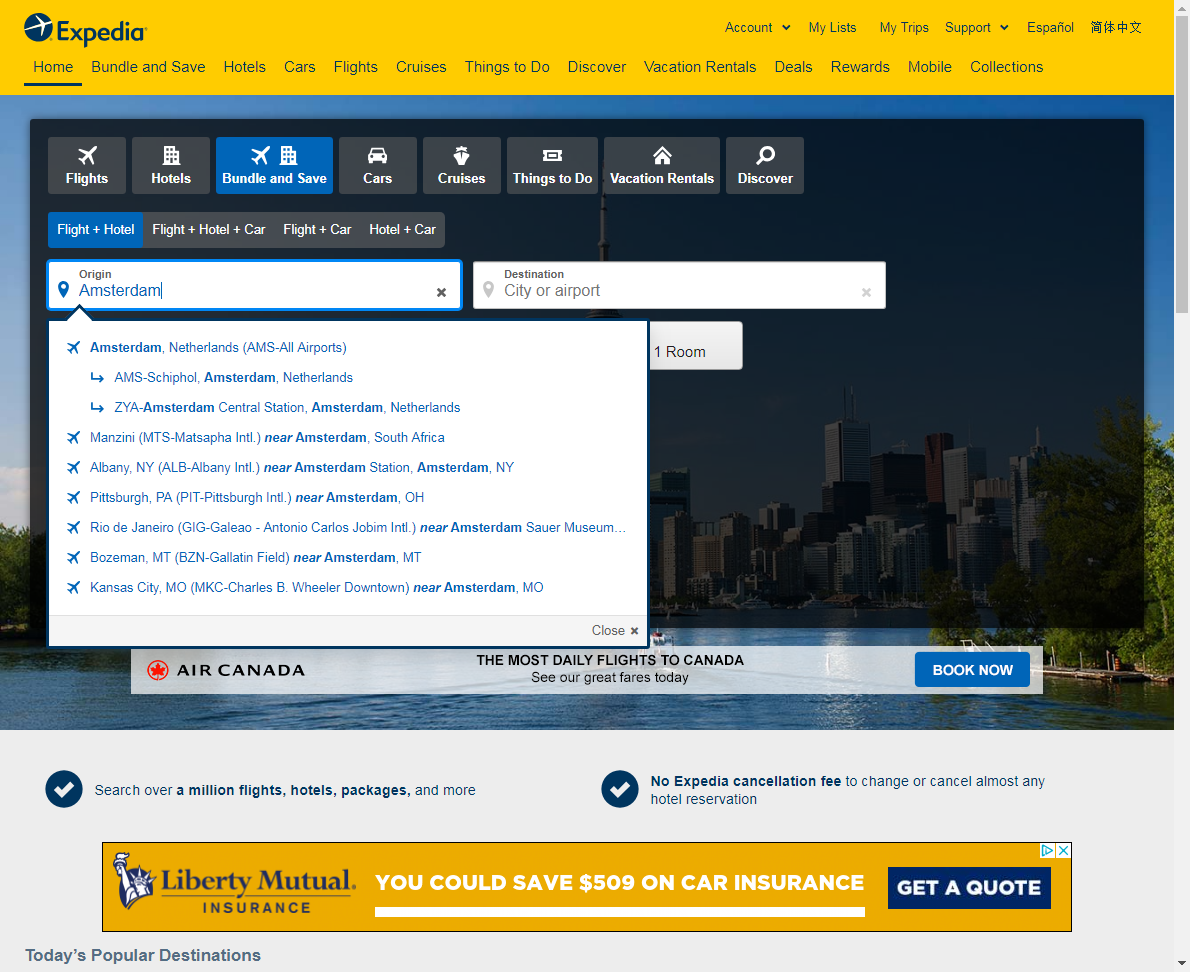 Expedia
Account
My Lists
My Trips
Support
Español
简体中文
Home
Bundle and Save
Hotels
Cars
Flights
Cruises
Things to Do
Discover
Vacation Rentals
Deals
Rewards
Mobile
Collections
Flights
Hotels
Bundle and Save
Cars
Cruises
Things to Do
Vacation Rentals
Discover
Flight + Hotel
Flight + Hotel + Car
Flight + Car
Hotel + Car
Origin
Amsterdam
Destination
City or airport
1 Room
Amsterdam, Netherlands (AMS-All Airports)
AMS-Schiphol, Amsterdam, Netherlands
ZYA-Amsterdam Central Station, Amsterdam, Netherlands
Manzini (MTS-Matsapha Intl.) near Amsterdam, South Africa
Albany, NY (ALB-Albany Intl.) near Amsterdam Station, Amsterdam, NY
Pittsburgh, PA (PIT-Pittsburgh Intl.) near Amsterdam, OH
Rio de Janeiro (GIG-Galeao - Antonio Carlos Jobim Intl.) near Amsterdam Sauer Museum...
Bozeman, MT (BZN-Gallatin Field) near Amsterdam, MT
Kansas City, MO (MKC-Charles B. Wheeler Downtown) near Amsterdam, MO
Close
AIR CANADA
THE MOST DAILY FLIGHTS TO CANADA
See our great fares today
BOOK NOW
Search over a million flights, hotels, packages, and more
No Expedia cancellation fee to change or cancel almost any
hotel reservation
Liberty Mutual.
INSURANCE
YOU COULD SAVE $509 ON CAR INSURANCE
GET A QUOTE
Today's Popular Destinations